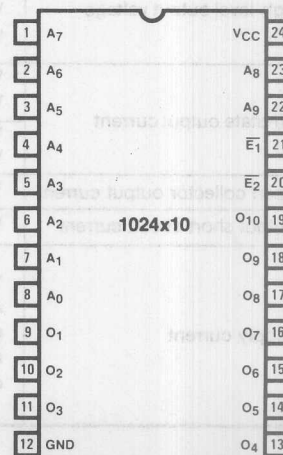 1 A7 VCC 24
2 A6 A8 23
3 A5 A9 22
4 A4 E1 21
5 A3 E2 20
6 A2 1024x10 O10 19
7 A1 O9 18
8 A0 O8 17
9 O1 O7 16
10 O2 O6 15
11 O3 O5 14
12 GND O4 13